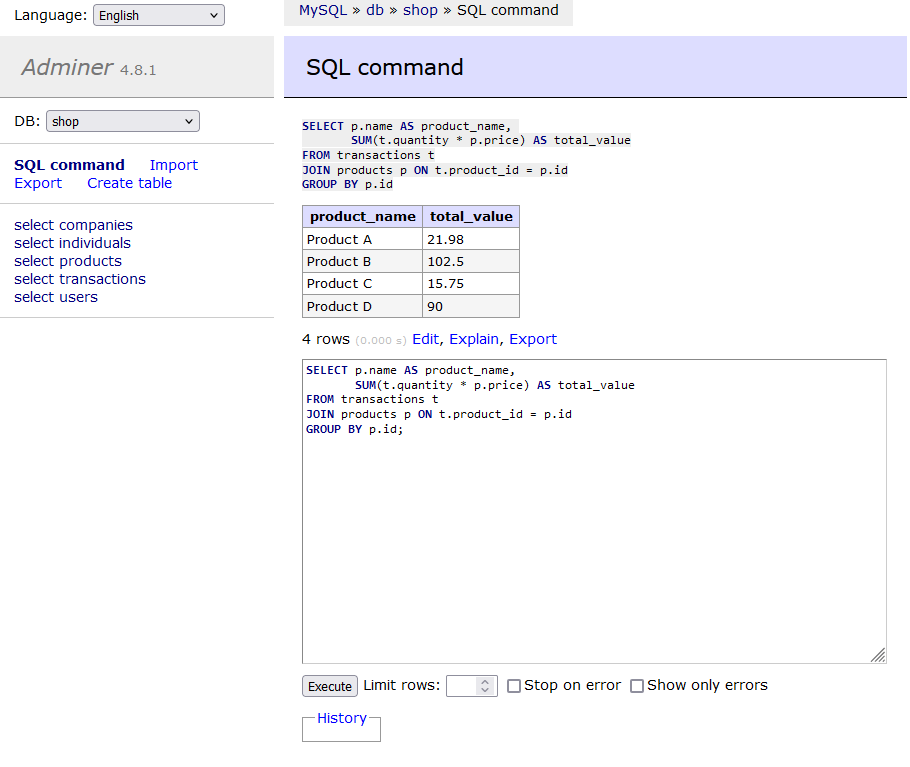 Language: English
MySQL » db » shop » SQL command
Adminer 4.8.1
SQL command
DB: shop
SQL command Import
Export Create table
select companies
select individuals
select products
select transactions
select users
SELECT p.name AS product_name,
SUM(t.quantity * p.price) AS total_value
FROM transactions t
JOIN products p ON t.product_id = p.id
GROUP BY p.id
product_name total_value
Product A 21.98
Product B 102.5
Product C 15.75
Product D 90
4 rows (0.000 s) Edit, Explain, Export
SELECT p.name AS product_name,
SUM(t.quantity * p.price) AS total_value
FROM transactions t
JOIN products p ON t.product_id = p.id
GROUP BY p.id;
Execute Limit rows: Stop on error Show only errors
History